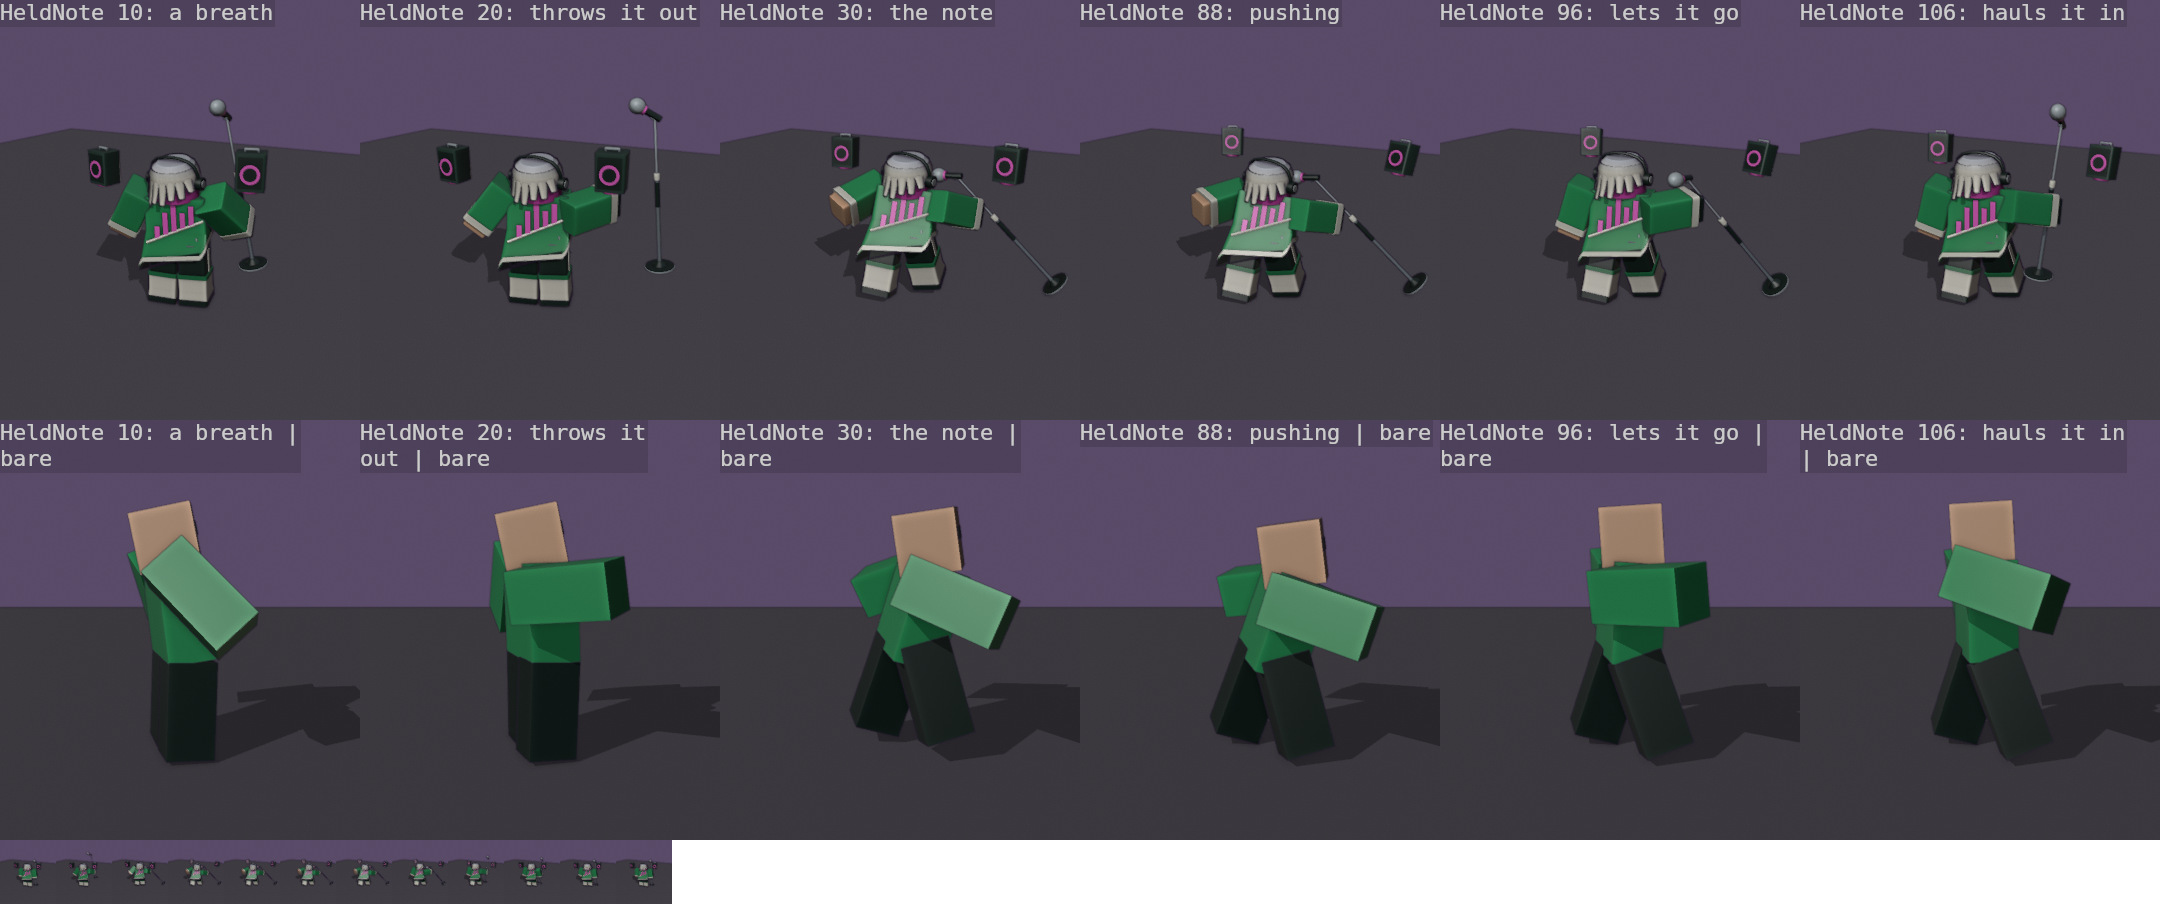 HeldNote 10: a breath
HeldNote 20: throws it out
HeldNote 30: the note
HeldNote 88: pushing
HeldNote 96: lets it go
HeldNote 106: hauls it in
HeldNote 10: a breath |
bare
HeldNote 20: throws it
out | bare
HeldNote 30: the note |
bare
HeldNote 88: pushing | bare
HeldNote 96: lets it go |
bare
HeldNote 106: hauls it in
| bare